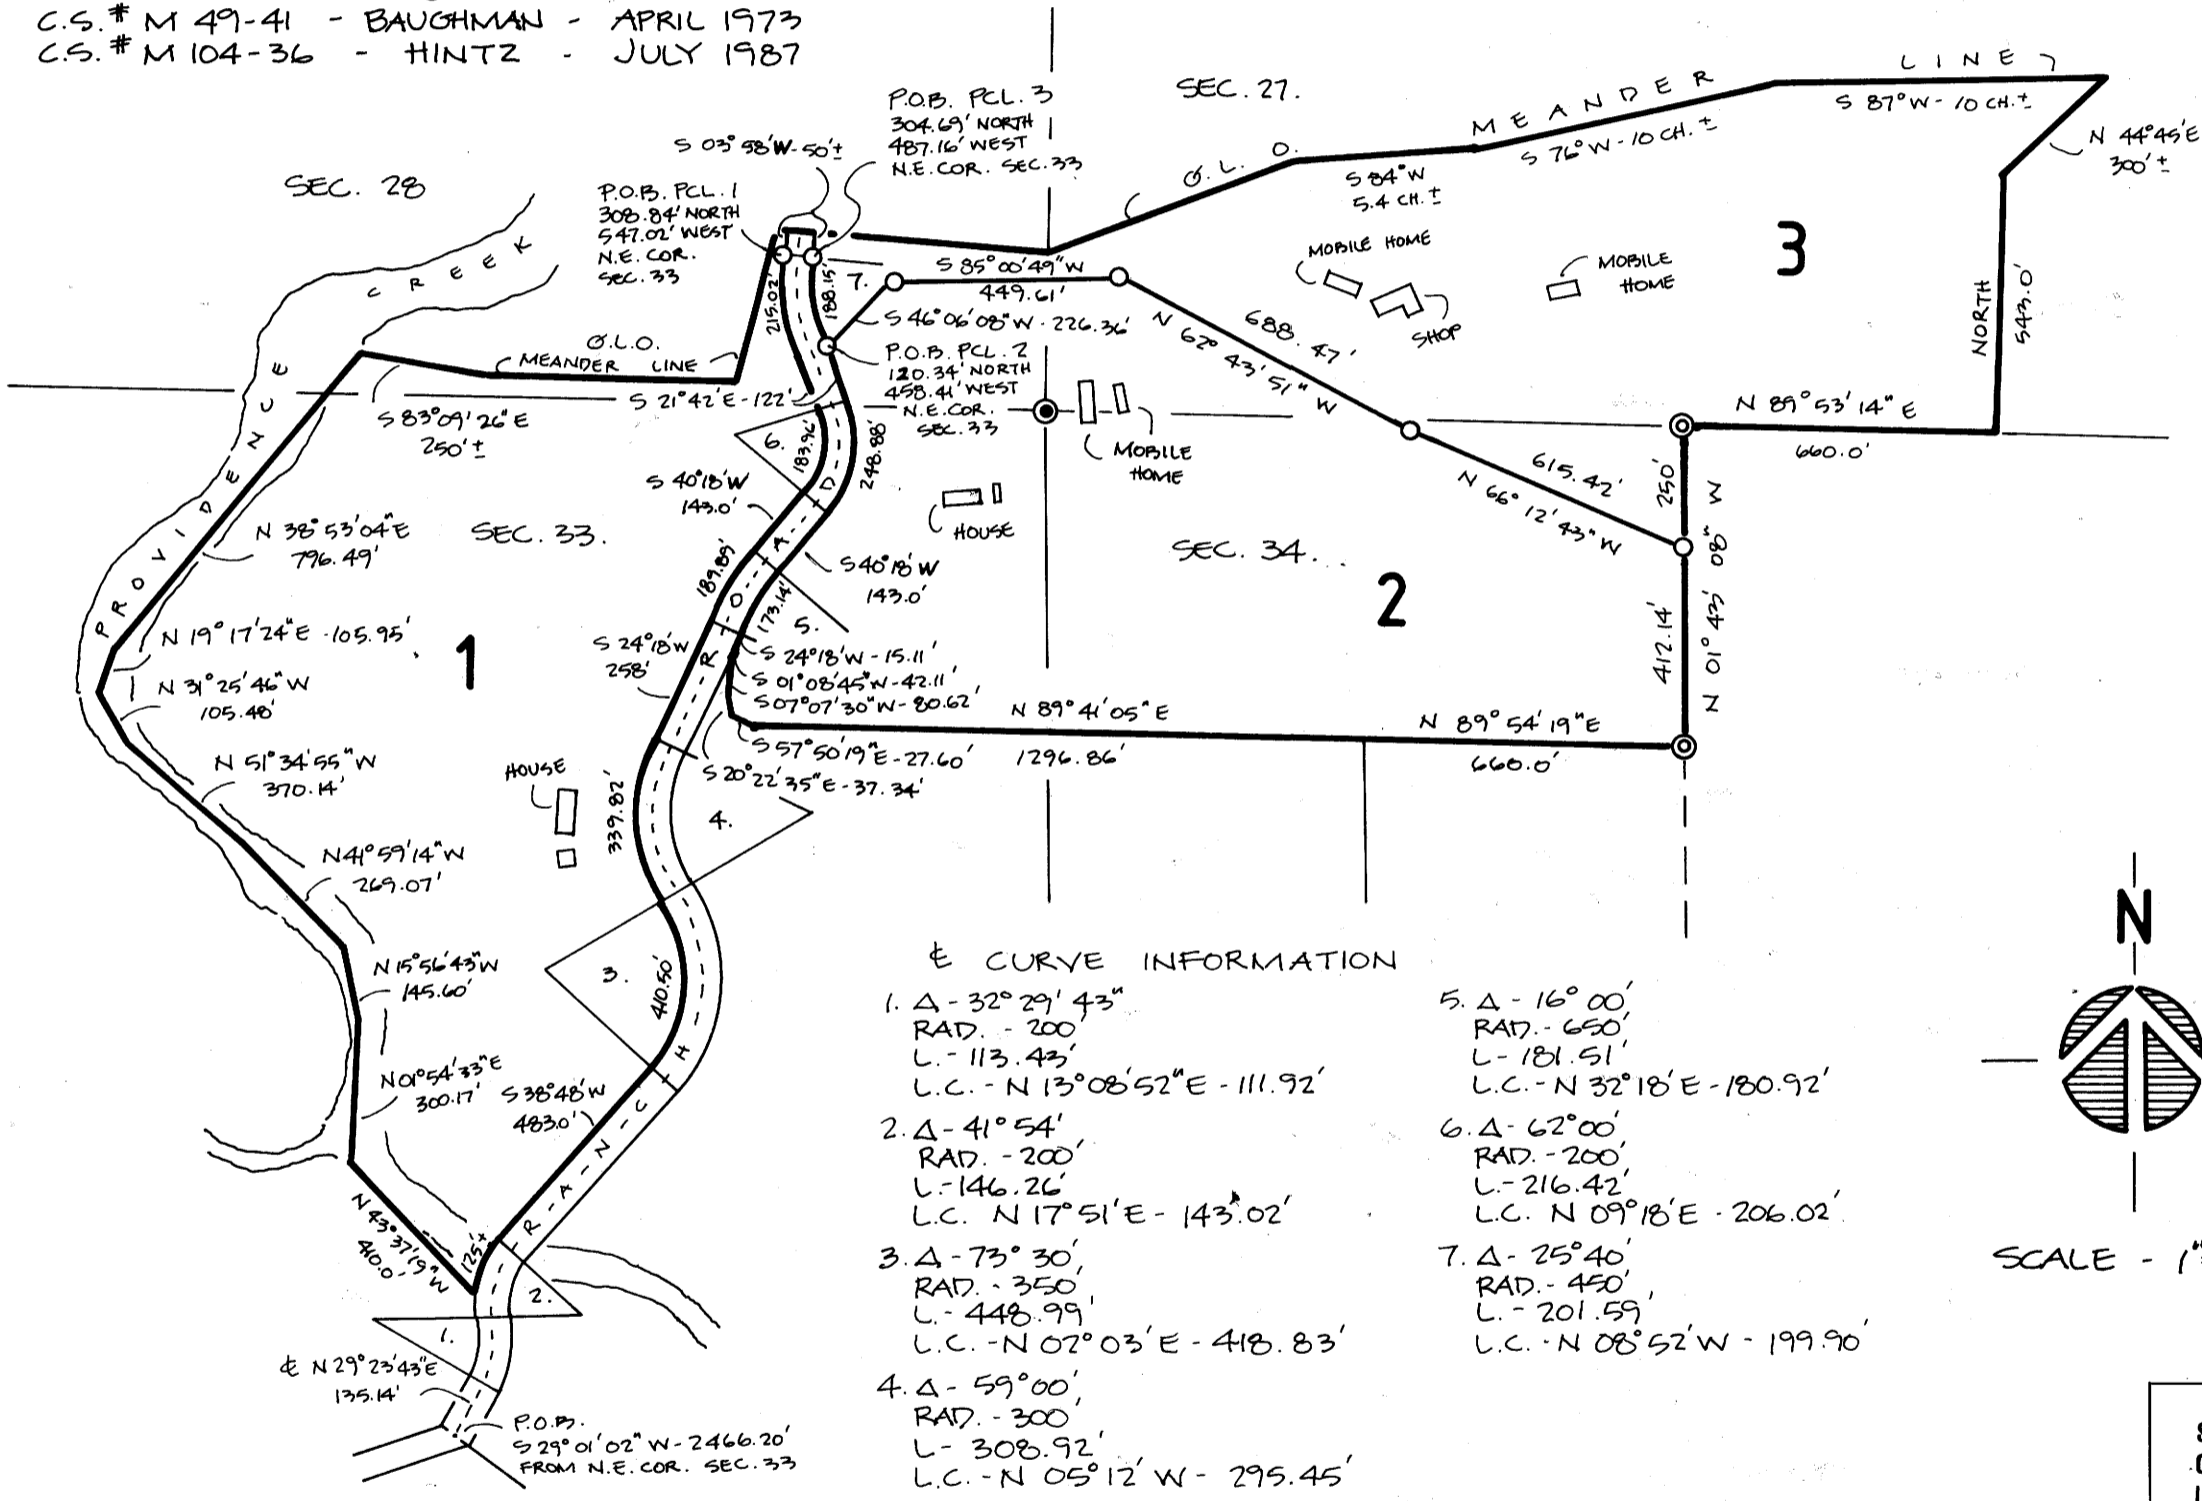 C.S.# M 49-41 - BAUGHMAN - APRIL 1973
C.S.# M 104-36 - HINTZ - JULY 1987
SEC. 28
SEC. 27.
P.O.B. PCL. 3
304.69' NORTH
487.16' WEST
N.E. COR. SEC. 33
S 03° 58' W - 50'±
P.O.B. PCL. 1
308.84' NORTH
547.02' WEST
N.E. COR.
SEC. 33
G.L.O. MEANDER LINE
S 84° W
5.4 CH.±
S 76° W - 10 CH.±
S 87° W - 10 CH.±
N 44° 45' E
300'±
3
MOBILE HOME
SHOP
MOBILE
HOME
NORTH
543.0'
PROVIDENCE CREEK
G.L.O.
MEANDER LINE
215.02'
188.15'
7.
S 85° 00' 49" W
449.61'
S 46° 06' 08" W - 226.36'
N 62° 43' 51" W
688.47'
P.O.B. PCL. 2
120.34' NORTH
458.41' WEST
N.E. COR.
SEC. 33
S 21° 42' E - 122'
S 83° 09' 26" E
250'±
6.
183.96'
248.88'
MOBILE
HOME
HOUSE
N 89° 53' 14" E
660.0'
615.42'
N 66° 12' 43" W
250'
412.14'
N 01° 43' 08" W
SEC. 33.
SEC. 34.
2
S 40° 18' W
143.0'
S 40° 18' W
143.0'
N 38° 53' 04" E
796.49'
N 19° 17' 24" E - 105.95'
1
N 31° 25' 46" W
105.48'
189.89'
173.14'
5.
S 24° 18' W
258'
S 24° 18' W - 15.11'
S 01° 08' 45" W - 42.11'
S 07° 07' 30" W - 80.62'
N 89° 41' 05" E
1296.86'
N 89° 54' 19" E
660.0'
S 57° 50' 19" E - 27.60'
S 20° 22' 35" E - 37.34'
N 51° 34' 55" W
370.14'
HOUSE
339.82'
4.
N 41° 59' 14" W
269.07'
N 15° 56' 43" W
145.60'
3.
410.50'
N 01° 54' 33" E
300.17'
S 38° 48' W
483.0'
RANCH ROAD
N 43° 37' 19" W
410.0'
125'±
2.
1.
℄ N 29° 23' 43" E
135.14'
P.O.B.
S 29° 01' 02" W - 2466.20'
FROM N.E. COR. SEC. 33
℄ CURVE INFORMATION
1. Δ - 32° 29' 43"
RAD. - 200'
L. - 113.43'
L.C. - N 13° 08' 52" E - 111.92'
2. Δ - 41° 54'
RAD. - 200'
L. - 146.26'
L.C. N 17° 51' E - 143.02'
3. Δ - 73° 30'
RAD. - 350'
L. - 448.99'
L.C. - N 02° 03' E - 418.83'
4. Δ - 59° 00'
RAD. - 300'
L - 308.92'
L.C. - N 05° 12' W - 295.45'
5. Δ - 16° 00'
RAD. - 650'
L - 181.51'
L.C. - N 32° 18' E - 180.92'
6. Δ - 62° 00'
RAD. - 200'
L. - 216.42'
L.C. N 09° 18' E - 206.02'
7. Δ - 25° 40'
RAD. - 450'
L. - 201.59'
L.C. - N 08° 52' W - 199.90'
N
SCALE - 1"